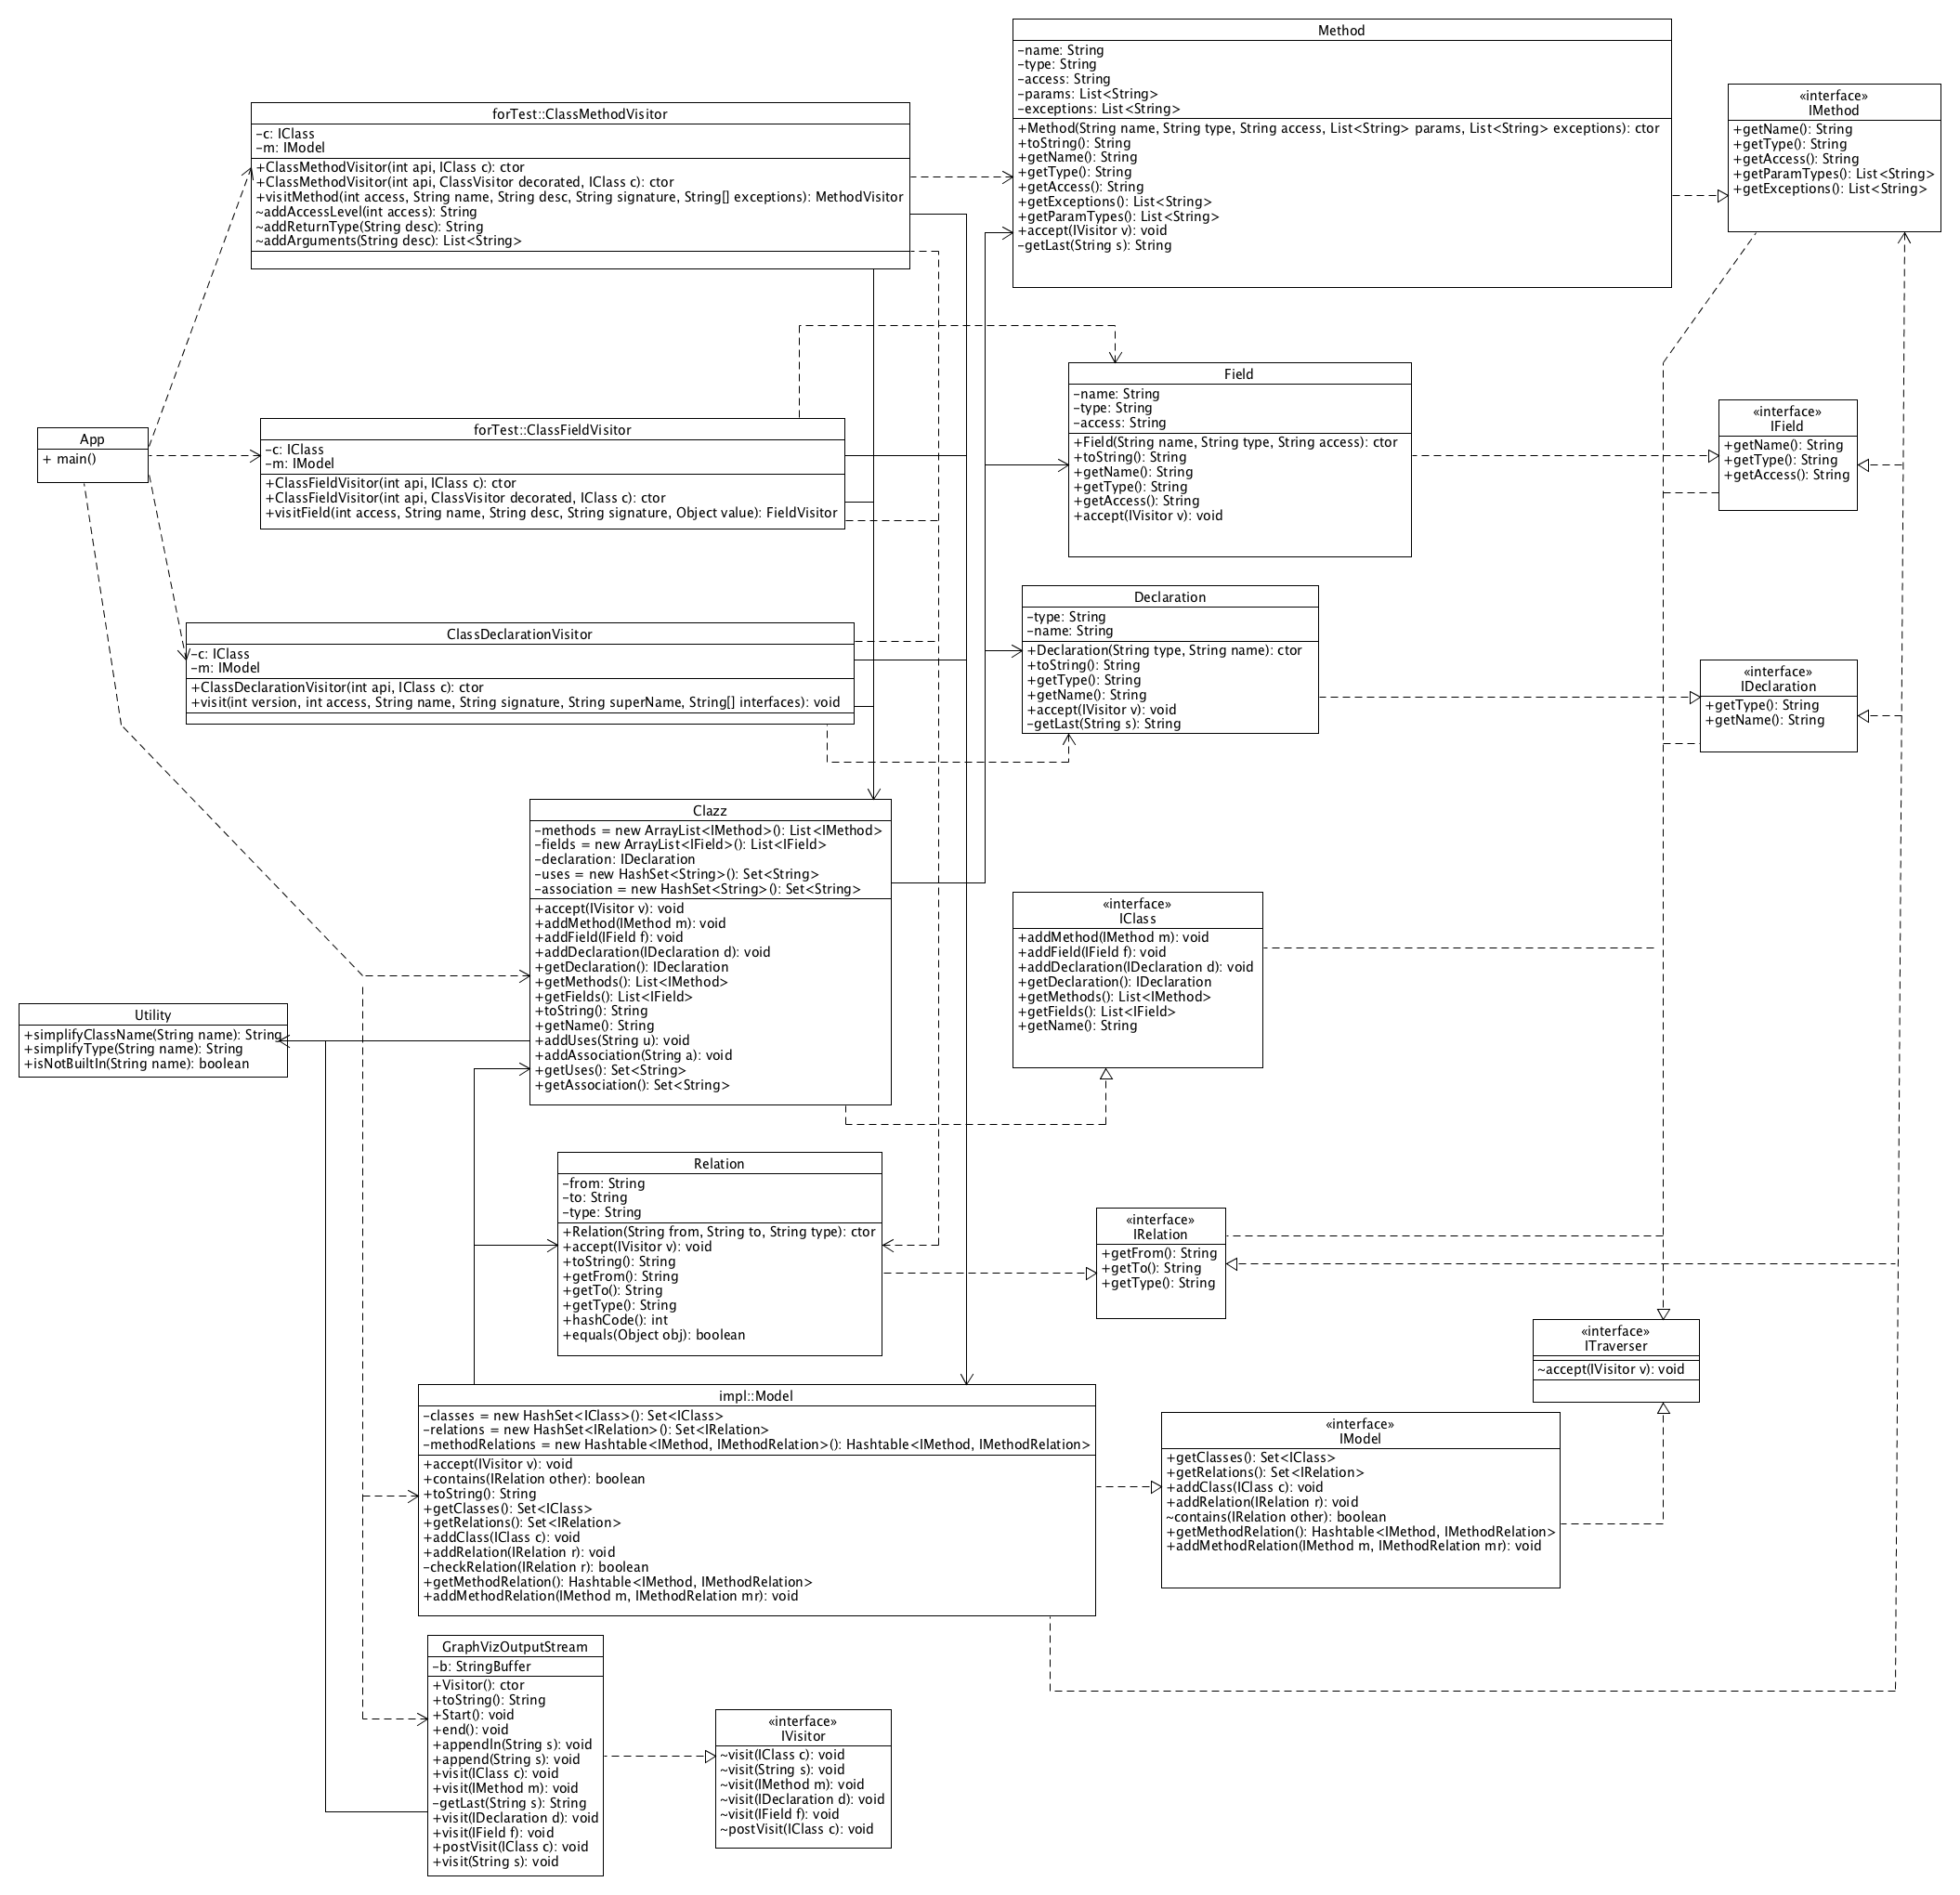 Method
-name: String
-type: String
-access: String
-params: List<String>
-exceptions: List<String>
+Method(String name, String type, String access, List<String> params, List<String> exceptions): ctor
+toString(): String
+getName(): String
+getType(): String
+getAccess(): String
+getExceptions(): List<String>
+getParamTypes(): List<String>
+accept(IVisitor v): void
-getLast(String s): String
«interface»
IMethod
+getName(): String
+getType(): String
+getAccess(): String
+getParamTypes(): List<String>
+getExceptions(): List<String>
forTest::ClassMethodVisitor
-c: IClass
-m: IModel
+ClassMethodVisitor(int api, IClass c): ctor
+ClassMethodVisitor(int api, ClassVisitor decorated, IClass c): ctor
+visitMethod(int access, String name, String desc, String signature, String[] exceptions): MethodVisitor
~addAccessLevel(int access): String
~addReturnType(String desc): String
~addArguments(String desc): List<String>
Field
-name: String
-type: String
-access: String
+Field(String name, String type, String access): ctor
+toString(): String
+getName(): String
+getType(): String
+getAccess(): String
+accept(IVisitor v): void
«interface»
IField
+getName(): String
+getType(): String
+getAccess(): String
App
+ main()
forTest::ClassFieldVisitor
-c: IClass
-m: IModel
+ClassFieldVisitor(int api, IClass c): ctor
+ClassFieldVisitor(int api, ClassVisitor decorated, IClass c): ctor
+visitField(int access, String name, String desc, String signature, Object value): FieldVisitor
Declaration
-type: String
-name: String
+Declaration(String type, String name): ctor
+toString(): String
+getType(): String
+getName(): String
+accept(IVisitor v): void
-getLast(String s): String
«interface»
IDeclaration
+getType(): String
+getName(): String
ClassDeclarationVisitor
-c: IClass
-m: IModel
+ClassDeclarationVisitor(int api, IClass c): ctor
+visit(int version, int access, String name, String signature, String superName, String[] interfaces): void
Clazz
-methods = new ArrayList<IMethod>(): List<IMethod>
-fields = new ArrayList<IField>(): List<IField>
-declaration: IDeclaration
-uses = new HashSet<String>(): Set<String>
-association = new HashSet<String>(): Set<String>
+accept(IVisitor v): void
+addMethod(IMethod m): void
+addField(IField f): void
+addDeclaration(IDeclaration d): void
+getDeclaration(): IDeclaration
+getMethods(): List<IMethod>
+getFields(): List<IField>
+toString(): String
+getName(): String
+addUses(String u): void
+addAssociation(String a): void
+getUses(): Set<String>
+getAssociation(): Set<String>
«interface»
IClass
+addMethod(IMethod m): void
+addField(IField f): void
+addDeclaration(IDeclaration d): void
+getDeclaration(): IDeclaration
+getMethods(): List<IMethod>
+getFields(): List<IField>
+getName(): String
Utility
+simplifyClassName(String name): String
+simplifyType(String name): String
+isNotBuiltIn(String name): boolean
Relation
-from: String
-to: String
-type: String
+Relation(String from, String to, String type): ctor
+accept(IVisitor v): void
+toString(): String
+getFrom(): String
+getTo(): String
+getType(): String
+hashCode(): int
+equals(Object obj): boolean
«interface»
IRelation
+getFrom(): String
+getTo(): String
+getType(): String
«interface»
ITraverser
~accept(IVisitor v): void
impl::Model
-classes = new HashSet<IClass>(): Set<IClass>
-relations = new HashSet<IRelation>(): Set<IRelation>
-methodRelations = new Hashtable<IMethod, IMethodRelation>(): Hashtable<IMethod, IMethodRelation>
+accept(IVisitor v): void
+contains(IRelation other): boolean
+toString(): String
+getClasses(): Set<IClass>
+getRelations(): Set<IRelation>
+addClass(IClass c): void
+addRelation(IRelation r): void
-checkRelation(IRelation r): boolean
+getMethodRelation(): Hashtable<IMethod, IMethodRelation>
+addMethodRelation(IMethod m, IMethodRelation mr): void
«interface»
IModel
+getClasses(): Set<IClass>
+getRelations(): Set<IRelation>
+addClass(IClass c): void
+addRelation(IRelation r): void
~contains(IRelation other): boolean
+getMethodRelation(): Hashtable<IMethod, IMethodRelation>
+addMethodRelation(IMethod m, IMethodRelation mr): void
GraphVizOutputStream
-b: StringBuffer
+Visitor(): ctor
+toString(): String
+Start(): void
+end(): void
+appendln(String s): void
+append(String s): void
+visit(IClass c): void
+visit(IMethod m): void
-getLast(String s): String
+visit(IDeclaration d): void
+visit(IField f): void
+postVisit(IClass c): void
+visit(String s): void
«interface»
IVisitor
~visit(IClass c): void
~visit(String s): void
~visit(IMethod m): void
~visit(IDeclaration d): void
~visit(IField f): void
~postVisit(IClass c): void